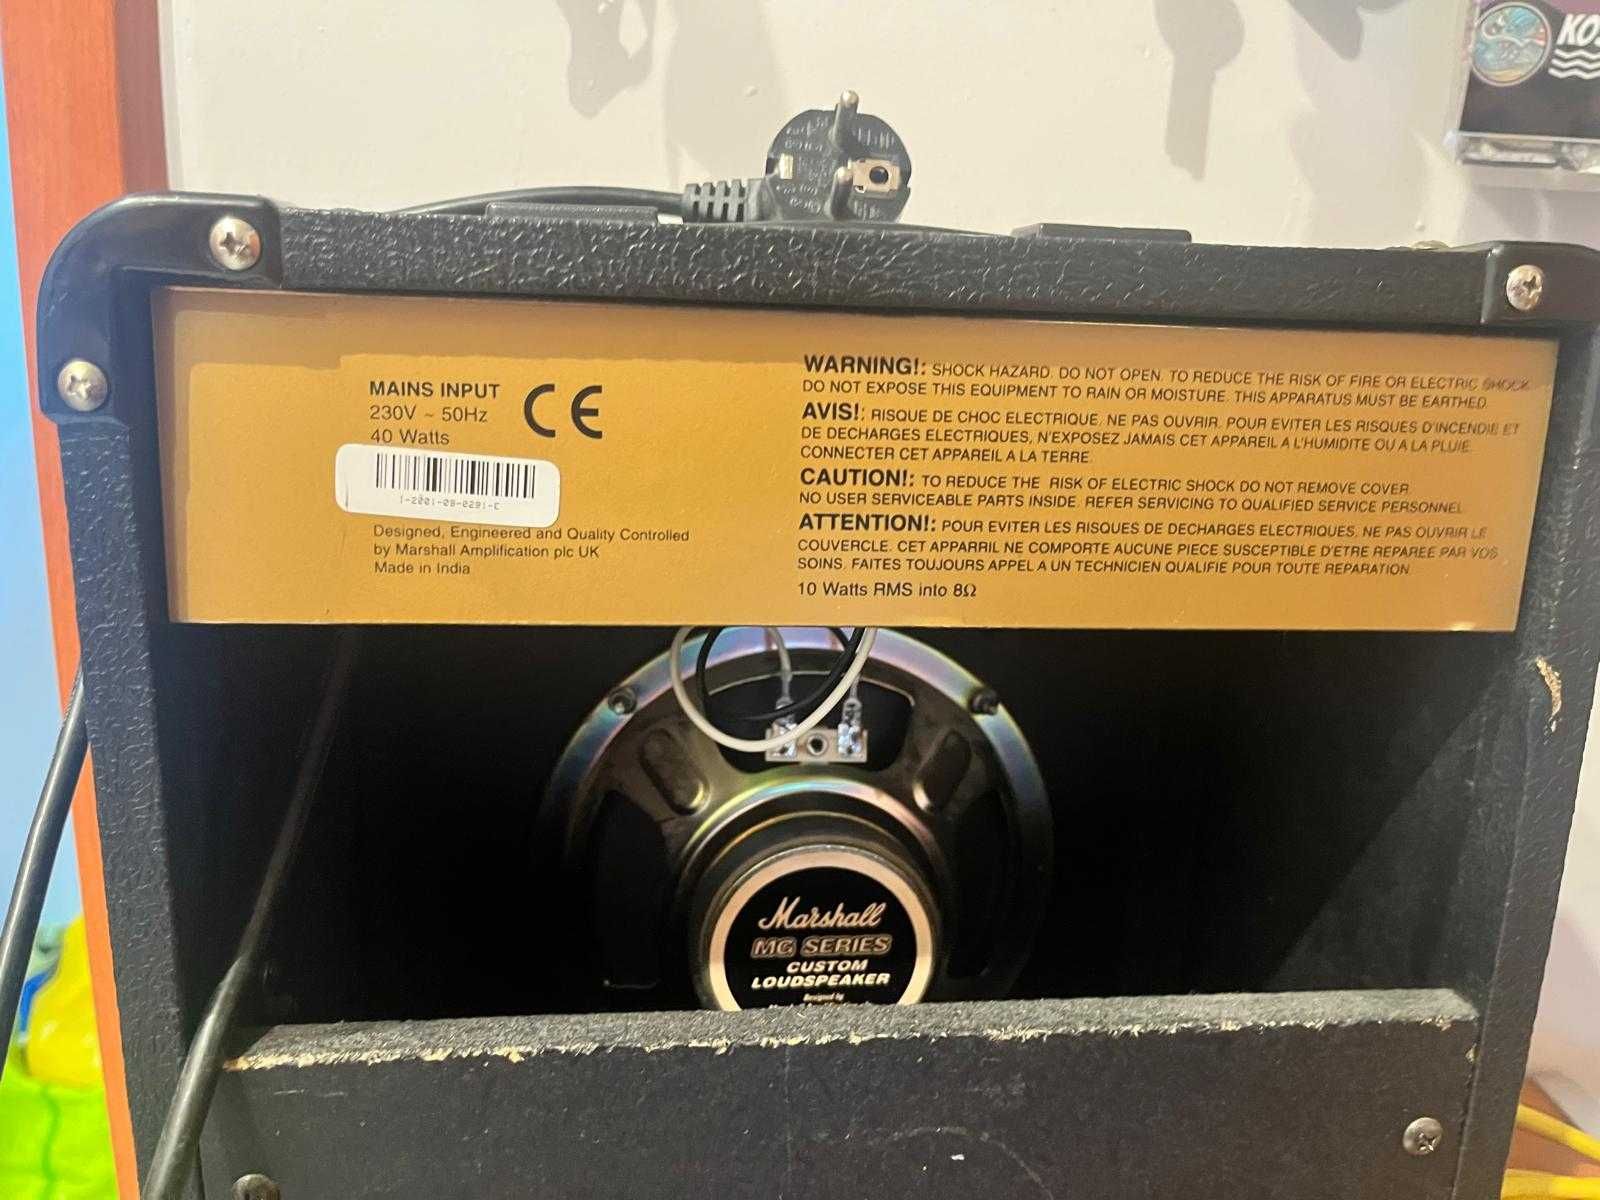 MAINS INPUT
230V ~ 50Hz
40 Watts
CE
1-2001-08-0291-C
Designed, Engineered and Quality Controlled
by Marshall Amplification plc UK
Made in India
WARNING!: SHOCK HAZARD. DO NOT OPEN. TO REDUCE THE RISK OF FIRE OR ELECTRIC SHOCK
DO NOT EXPOSE THIS EQUIPMENT TO RAIN OR MOISTURE. THIS APPARATUS MUST BE EARTHED.
AVIS!: RISQUE DE CHOC ELECTRIQUE, NE PAS OUVRIR. POUR EVITER LES RISQUES D'INCENDIE ET
DE DECHARGES ELECTRIQUES, N'EXPOSEZ JAMAIS CET APPAREIL A L'HUMIDITE OU A LA PLUIE.
CONNECTER CET APPAREIL A LA TERRE.
CAUTION!: TO REDUCE THE RISK OF ELECTRIC SHOCK DO NOT REMOVE COVER.
NO USER SERVICEABLE PARTS INSIDE. REFER SERVICING TO QUALIFIED SERVICE PERSONNEL
ATTENTION!: POUR EVITER LES RISQUES DE DECHARGES ELECTRIQUES, NE PAS OUVRIR LE
COUVERCLE. CET APPARRIL NE COMPORTE AUCUNE PIECE SUSCEPTIBLE D'ETRE REPAREE PAR VOS
SOINS. FAITES TOUJOURS APPEL A UN TECHNICIEN QUALIFIE POUR TOUTE REPARATION.
10 Watts RMS into 8Ω
Marshall
MG SERIES
CUSTOM
LOUDSPEAKER
Designed by